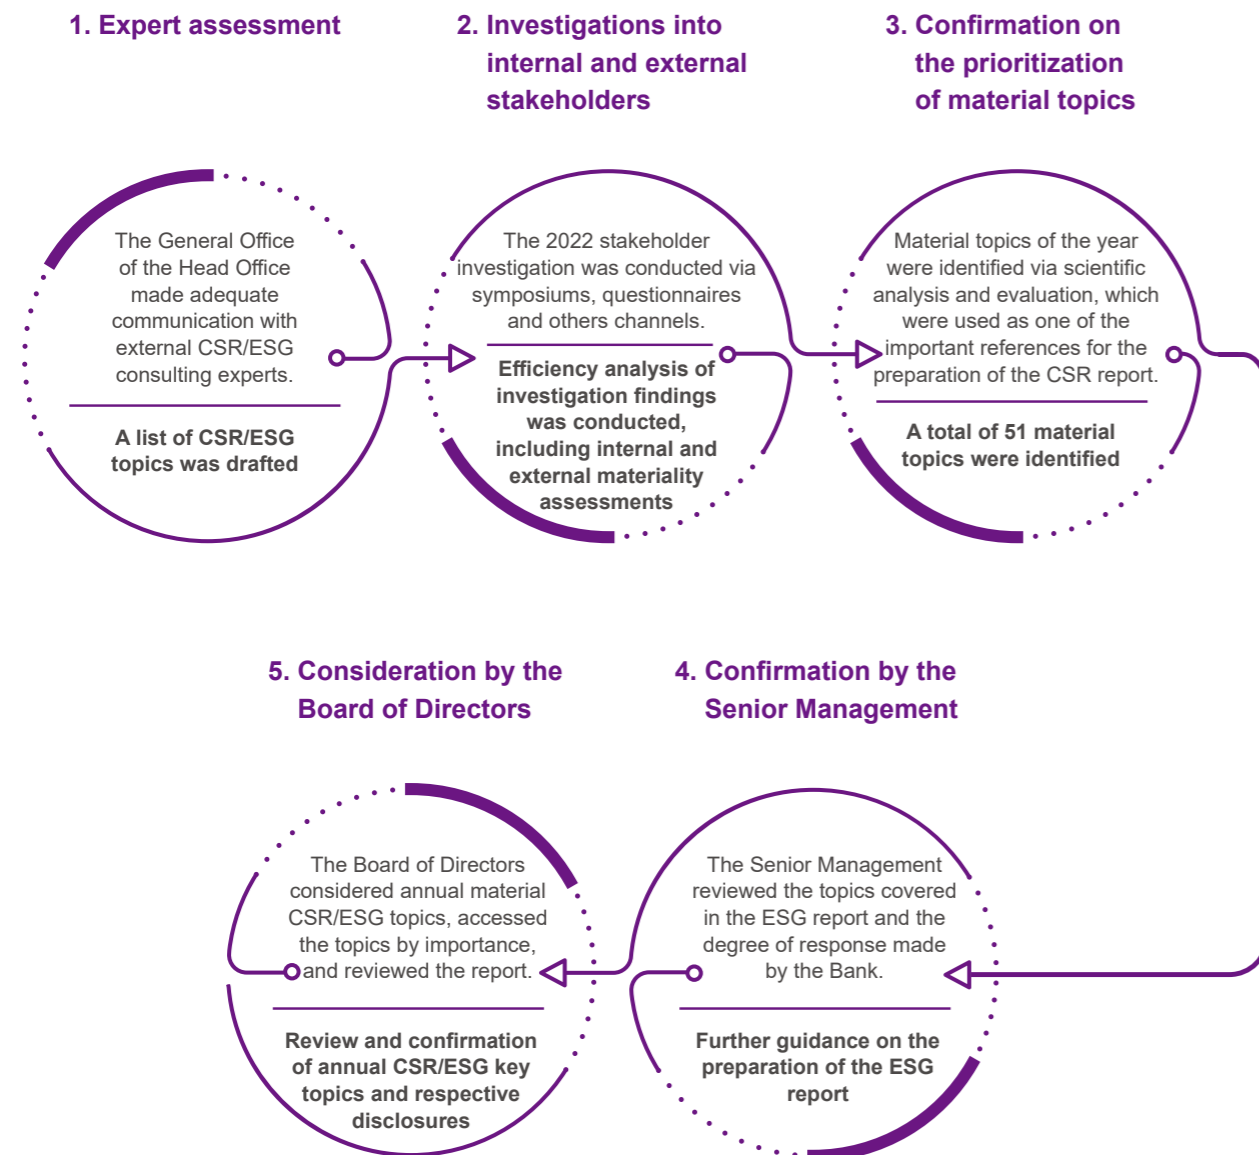 1. Expert assessment
The General Office
of the Head Office
made adequate
communication with
external CSR/ESG
consulting experts.
A list of CSR/ESG
topics was drafted
2. Investigations into
internal and external
stakeholders
The 2022 stakeholder
investigation was conducted via
symposiums, questionnaires
and others channels.
Efficiency analysis of
investigation findings
was conducted,
including internal and
external materiality
assessments
3. Confirmation on
the prioritization
of material topics
Material topics of the year
were identified via scientific
analysis and evaluation, which
were used as one of the
important references for the
preparation of the CSR report.
A total of 51 material
topics were identified
4. Confirmation by the
Senior Management
The Senior Management
reviewed the topics covered
in the ESG report and the
degree of response made
by the Bank.
Further guidance on the
preparation of the ESG
report
5. Consideration by the
Board of Directors
The Board of Directors
considered annual material
CSR/ESG topics, accessed
the topics by importance,
and reviewed the report.
Review and confirmation
of annual CSR/ESG key
topics and respective
disclosures